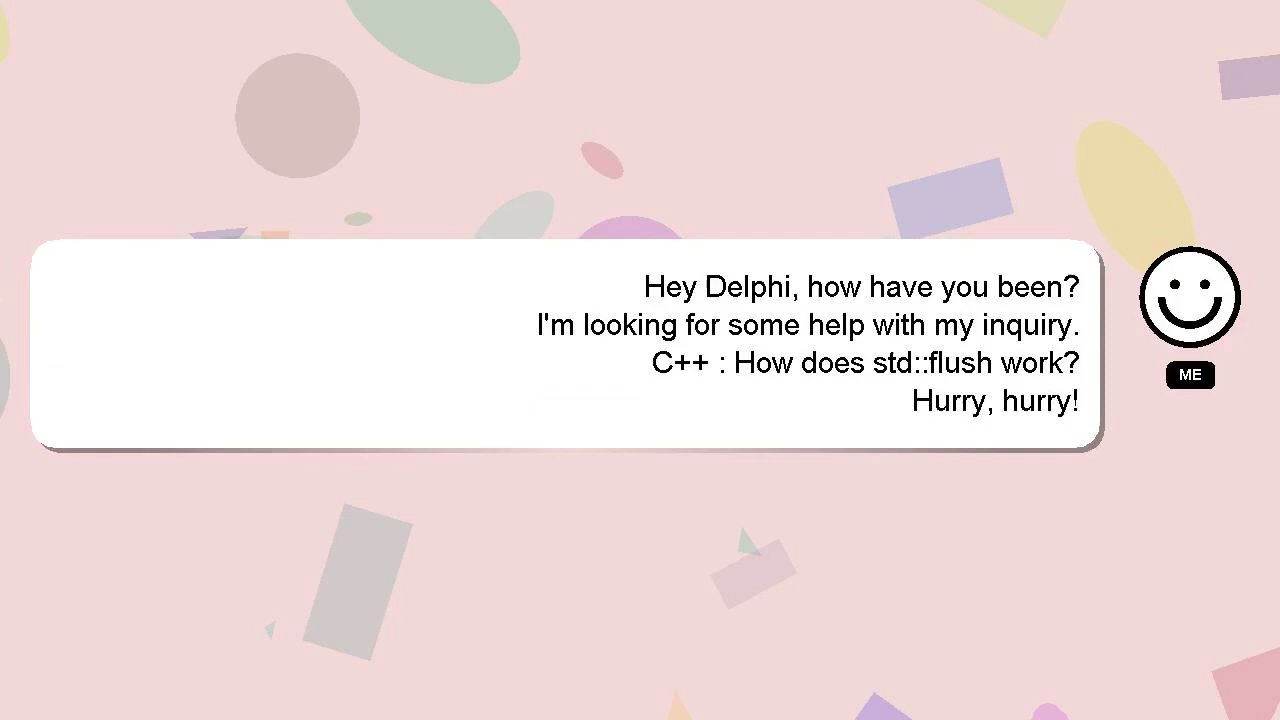 Hey Delphi, how have you been?
I'm looking for some help with my inquiry.
C++ : How does std::flush work?
Hurry, hurry!
ME